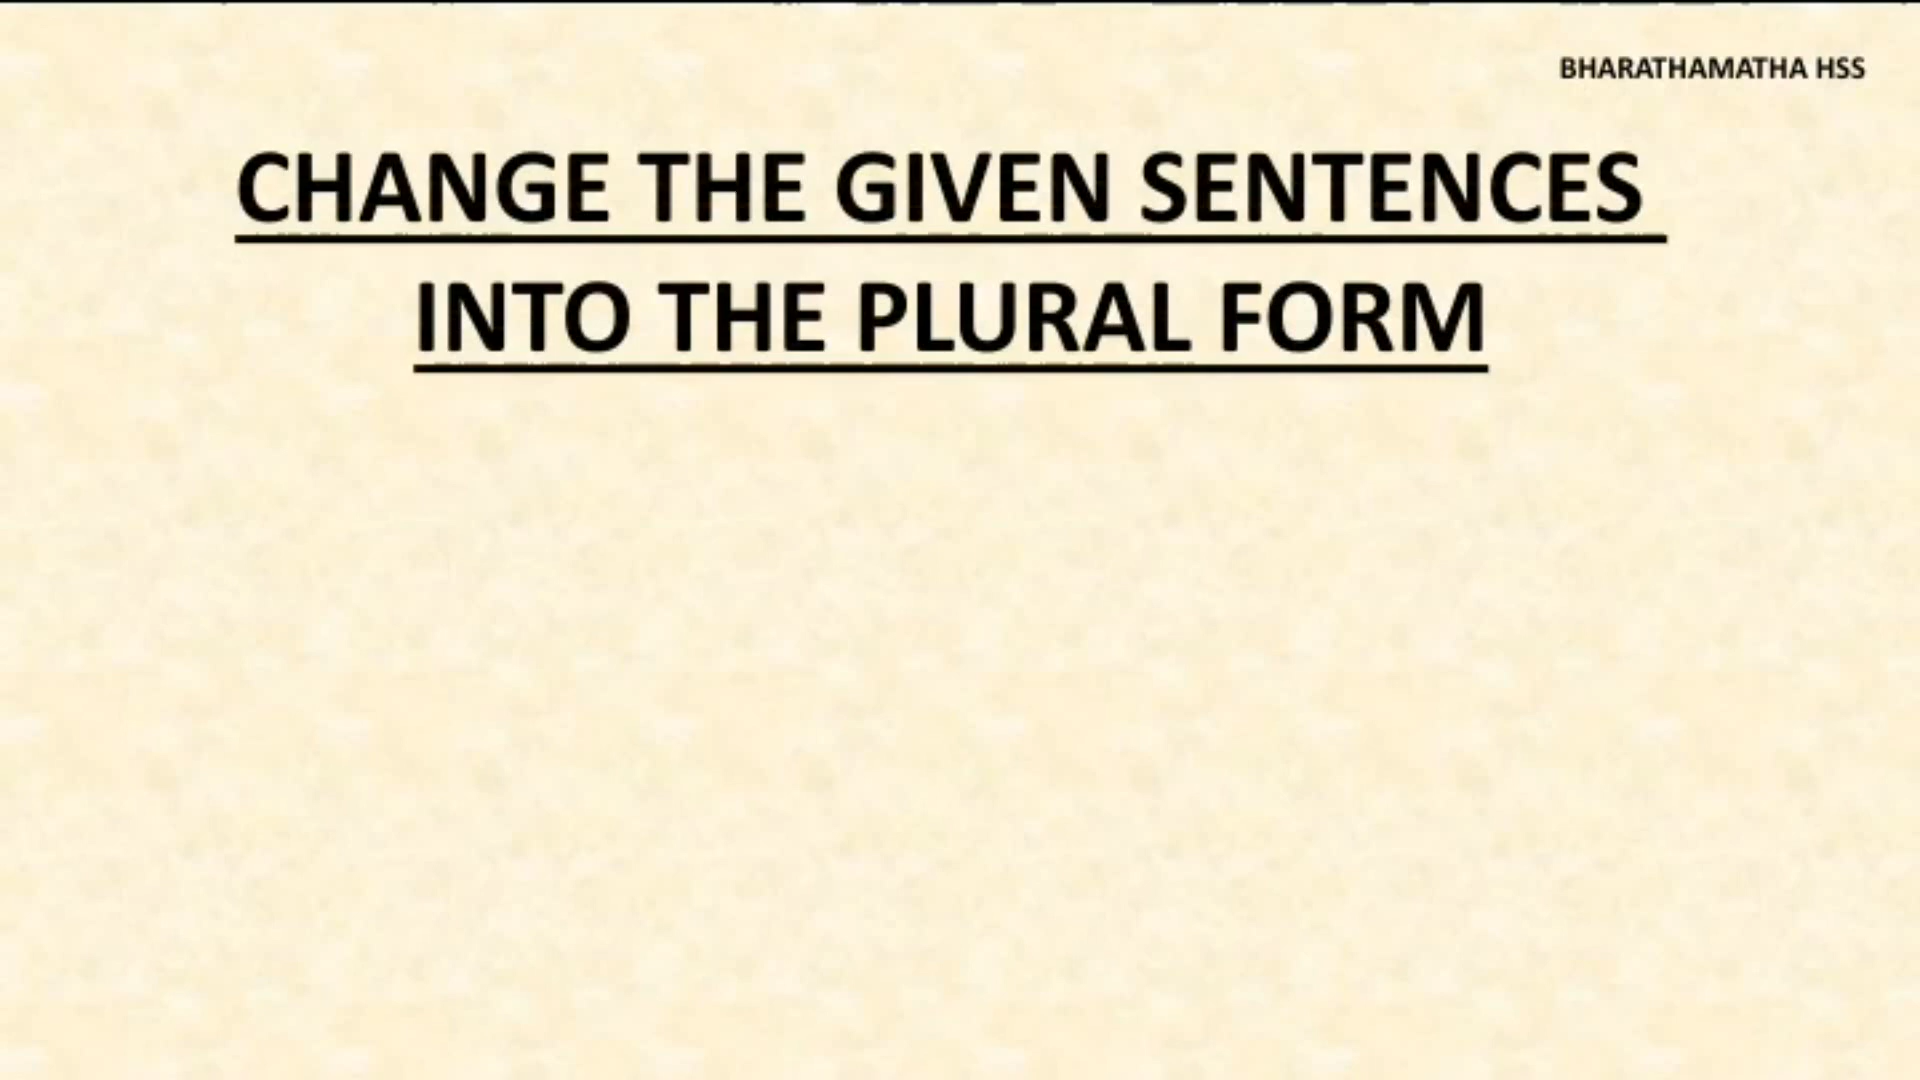 BHARATHAMATHA HSS
CHANGE THE GIVEN SENTENCES
INTO THE PLURAL FORM